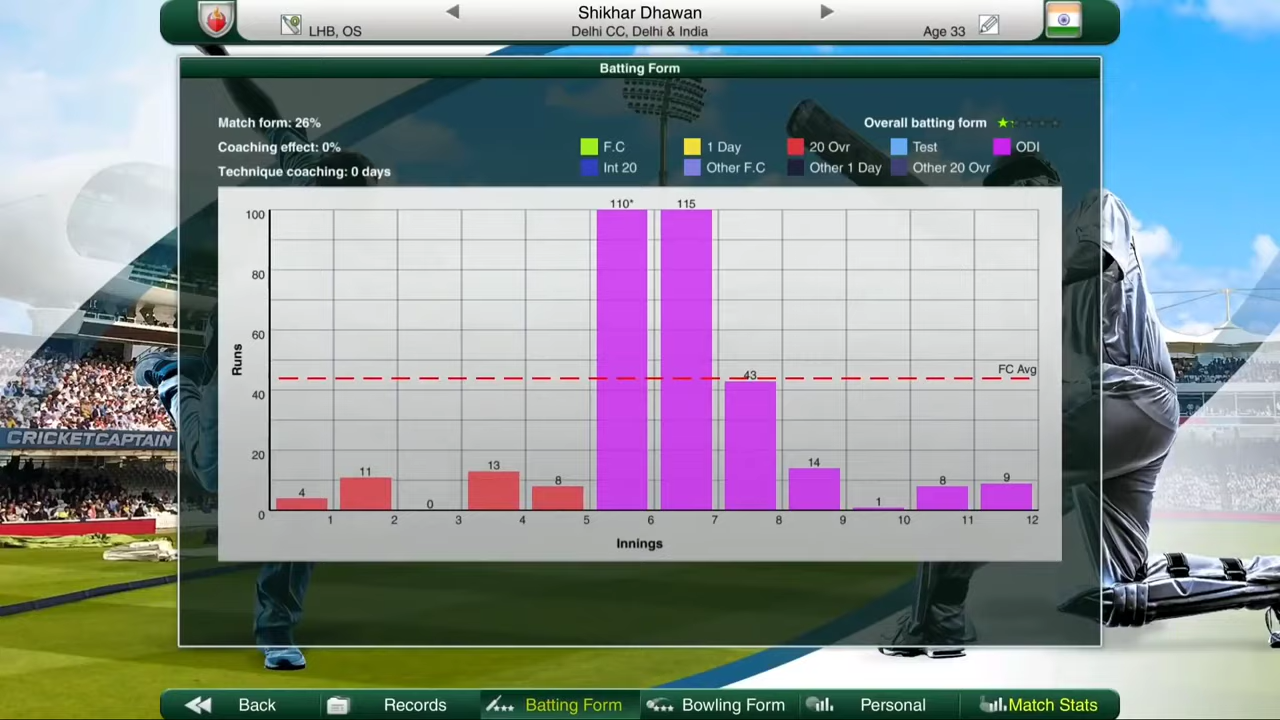 Shikhar Dhawan
LHB, OS
Delhi CC, Delhi & India
Age 33
Batting Form
Match form: 26%
Overall batting form
Coaching effect: 0%
F.C
1 Day
20 Ovr
Test
ODI
Technique coaching: 0 days
Int 20
Other F.C
Other 1 Day
Other 20 Ovr
110*
115
100
80
60
40
20
0
Runs
FC Avg
43
4
11
0
13
8
14
1
8
9
1 2 3 4 5 6 7 8 9 10 11 12
Innings
CRICKETCAPTAIN
Back
Records
Batting Form
Bowling Form
Personal
Match Stats